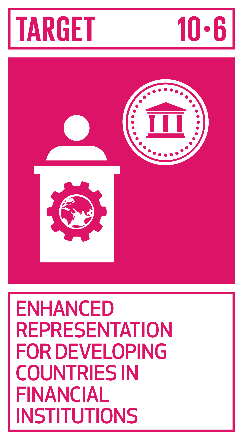 TARGET 10·6
ENHANCED
REPRESENTATION
FOR DEVELOPING
COUNTRIES IN
FINANCIAL
INSTITUTIONS